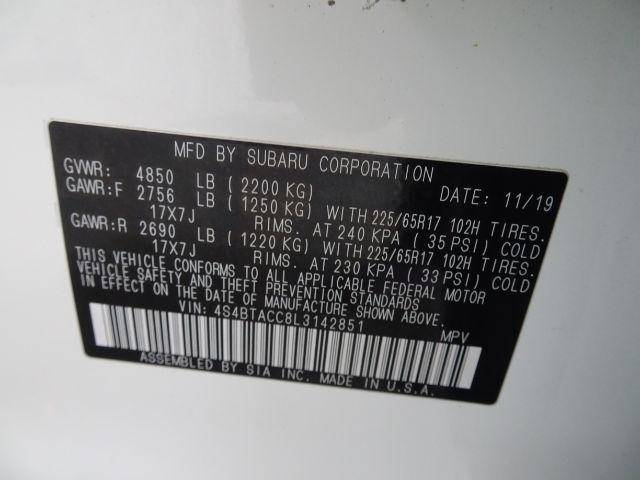 MFD BY SUBARU CORPORATION
GVWR: 4850 LB (2200 KG) DATE: 11/19
GAWR:F 2756 LB (1250 KG) WITH 225/65R17 102H TIRES.
17X7J RIMS. AT 240 KPA (35 PSI) COLD
GAWR:R 2690 LB (1220 KG) WITH 225/65R17 102H TIRES.
17X7J RIMS. AT 230 KPA (33 PSI) COLD
THIS VEHICLE CONFORMS TO ALL APPLICABLE FEDERAL MOTOR
VEHICLE SAFETY AND THEFT PREVENTION STANDARDS
IN EFFECT ON THE DATE OF MANUFACTURE SHOWN ABOVE.
VIN: 4S4BTACC8L3142851 MPV
ASSEMBLED BY SIA INC. MADE IN U.S.A.